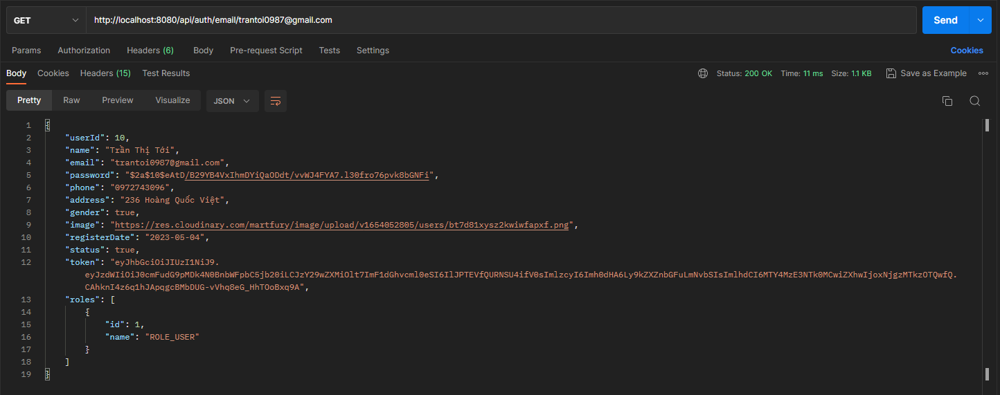 GET http://localhost:8080/api/auth/email/trantoi0987@gmail.com Send
Params Authorization Headers (6) Body Pre-request Script Tests Settings Cookies
Body Cookies Headers (15) Test Results Status: 200 OK Time: 11 ms Size: 1.1 KB Save as Example
Pretty Raw Preview Visualize JSON
1 {
2 "userId": 10,
3 "name": "Trần Thị Tới",
4 "email": "trantoi0987@gmail.com",
5 "password": "$2a$10$eAtD/B29YB4VxIhmDYiQaODdt/vvWJ4FYA7.l30fro76pvk8bGNFi",
6 "phone": "0972743096",
7 "address": "236 Hoàng Quốc Việt",
8 "gender": true,
9 "image": "https://res.cloudinary.com/martfury/image/upload/v1654052805/users/bt7d81xysz2kwiwfapxf.png",
10 "registerDate": "2023-05-04",
11 "status": true,
12 "token": "eyJhbGciOiJIUzI1NiJ9.
eyJzdWIiOiJ0cmFudG9pMDk4N0BnbWFpbC5jb20iLCJzY29wZXMiOlt7ImF1dGhvcml0eSI6IlJPTEVfQURNSU4ifV0sImlzcyI6Imh0dHA6Ly9kZXZnbGFuLmNvbSIsImlhdCI6MTY4MzE3NTk0MCwiZXhwIjoxNjgzMTkzOTQwfQ.
CAhknI4z6q1hJApqgcBMbDUG-vVhq8eG_HhTOoBxq9A",
13 "roles": [
14 {
15 "id": 1,
16 "name": "ROLE_USER"
17 }
18 ]
19 }